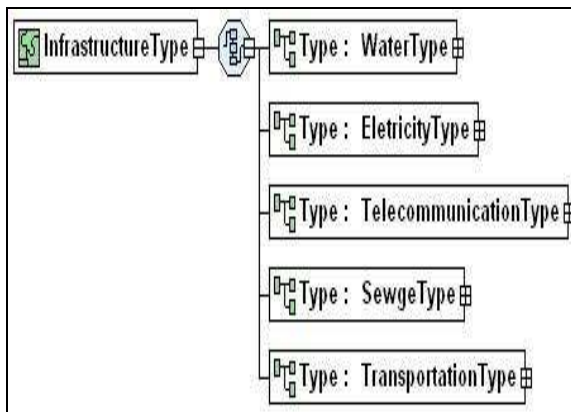 InfrastructureType
Type : WaterType
Type : EletricityType
Type : TelecommunicationType
Type : SewgeType
Type : TransportationType